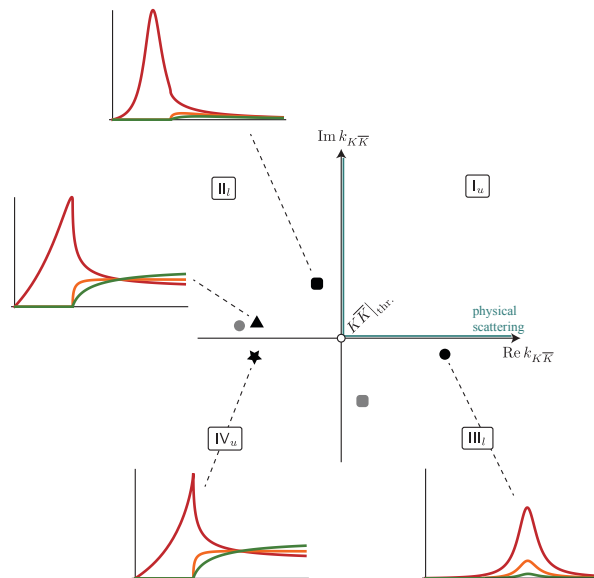 Im k_{K\overline{K}}
II_l
I_u
K\overline{K}|_{thr.}
physical
scattering
Re k_{K\overline{K}}
IV_u
III_l